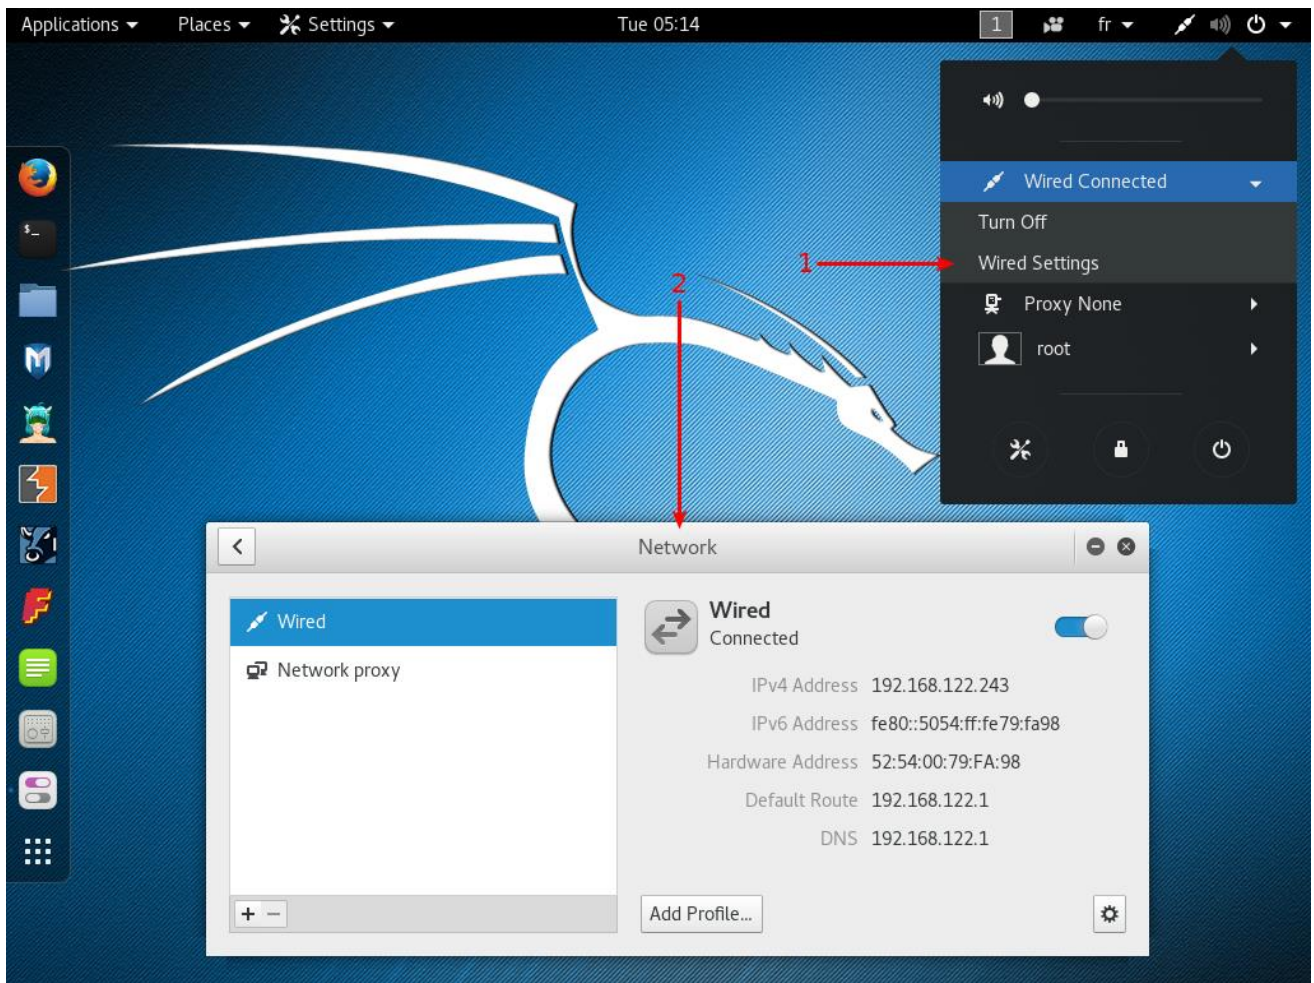 Applications Places Settings Tue 05:14 1 fr
Wired Connected
Turn Off
1 Wired Settings
2
Proxy None
root
$_
Network
Wired
Network proxy
Wired
Connected
IPv4 Address 192.168.122.243
IPv6 Address fe80::5054:ff:fe79:fa98
Hardware Address 52:54:00:79:FA:98
Default Route 192.168.122.1
DNS 192.168.122.1
+ −
Add Profile...